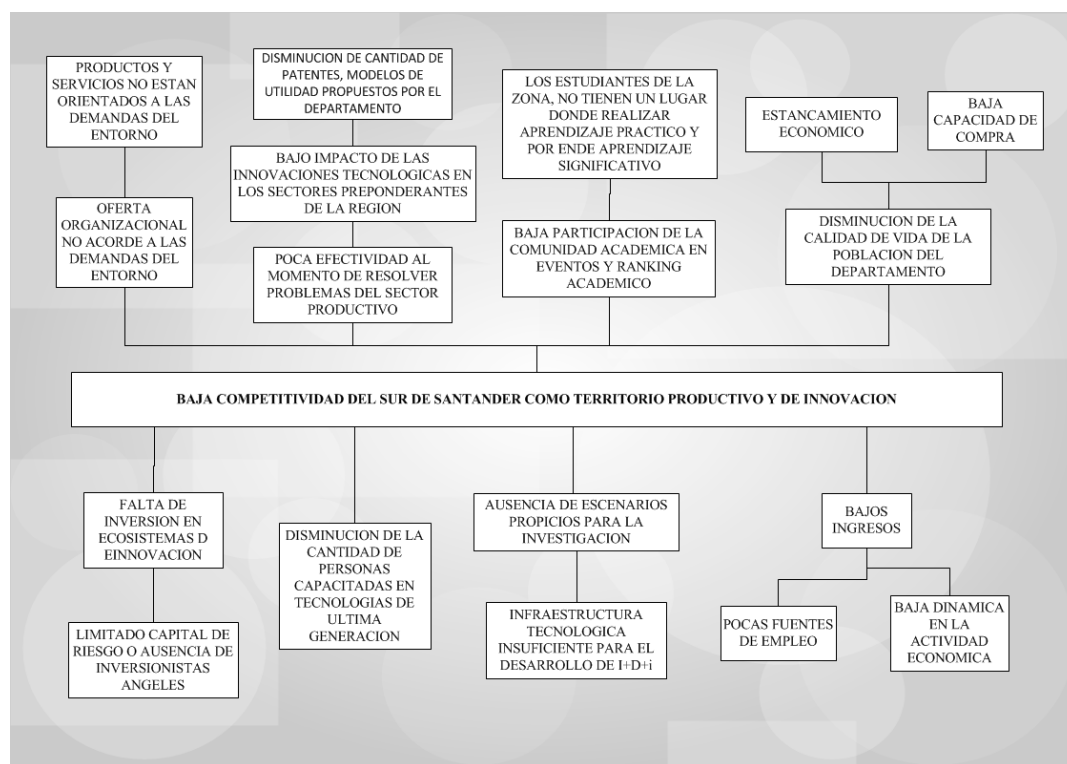 PRODUCTOS Y
SERVICIOS NO ESTAN
ORIENTADOS A LAS
DEMANDAS DEL
ENTORNO
OFERTA
ORGANIZACIONAL
NO ACORDE A LAS
DEMANDAS DEL
ENTORNO
DISMINUCION DE CANTIDAD DE
PATENTES, MODELOS DE
UTILIDAD PROPUESTOS POR EL
DEPARTAMENTO
BAJO IMPACTO DE LAS
INNOVACIONES TECNOLOGICAS EN
LOS SECTORES PREPONDERANTES
DE LA REGION
POCA EFECTIVIDAD AL
MOMENTO DE RESOLVER
PROBLEMAS DEL SECTOR
PRODUCTIVO
LOS ESTUDIANTES DE LA
ZONA, NO TIENEN UN LUGAR
DONDE REALIZAR
APRENDIZAJE PRACTICO Y
POR ENDE APRENDIZAJE
SIGNIFICATIVO
BAJA PARTICIPACION DE LA
COMUNIDAD ACADEMICA EN
EVENTOS Y RANKING
ACADEMICO
ESTANCAMIENTO
ECONOMICO
BAJA
CAPACIDAD DE
COMPRA
DISMINUCION DE LA
CALIDAD DE VIDA DE LA
POBLACION DEL
DEPARTAMENTO
BAJA COMPETITIVIDAD DEL SUR DE SANTANDER COMO TERRITORIO PRODUCTIVO Y DE INNOVACION
FALTA DE
INVERSION EN
ECOSISTEMAS D
EINNOVACION
LIMITADO CAPITAL DE
RIESGO O AUSENCIA DE
INVERSIONISTAS
ANGELES
DISMINUCION DE LA
CANTIDAD DE
PERSONAS
CAPACITADAS EN
TECNOLOGIAS DE
ULTIMA
GENERACION
AUSENCIA DE ESCENARIOS
PROPICIOS PARA LA
INVESTIGACION
INFRAESTRUCTURA
TECNOLOGICA
INSUFICIENTE PARA EL
DESARROLLO DE I+D+i
BAJOS
INGRESOS
POCAS FUENTES
DE EMPLEO
BAJA DINAMICA
EN LA
ACTIVIDAD
ECONOMICA